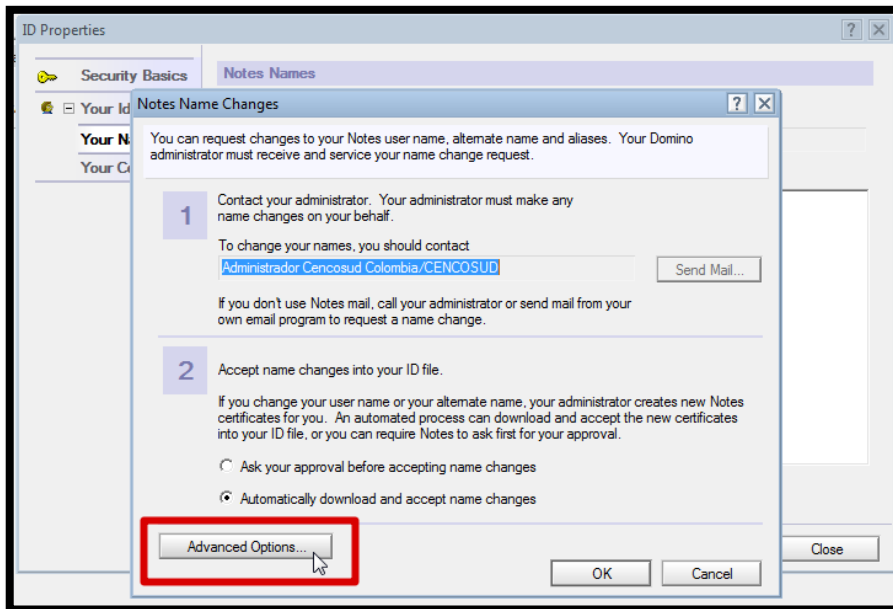 ID Properties
Security Basics
Notes Names
Your Id
Your N
Your Ce
Notes Name Changes
You can request changes to your Notes user name, alternate name and aliases. Your Domino
administrator must receive and service your name change request.
1
Contact your administrator. Your administrator must make any
name changes on your behalf.
To change your names, you should contact
Administrador Cencosud Colombia/CENCOSUD
Send Mail...
If you don't use Notes mail, call your administrator or send mail from your
own email program to request a name change.
2
Accept name changes into your ID file.
If you change your user name or your alternate name, your administrator creates new Notes
certificates for you. An automated process can download and accept the new certificates
into your ID file, or you can require Notes to ask first for your approval.
Ask your approval before accepting name changes
Automatically download and accept name changes
Advanced Options...
Close
OK
Cancel